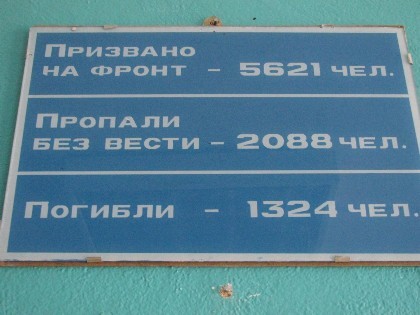 Призвано
на фронт – 5621 чел.
Пропали
без вести – 2088 чел.
Погибли – 1324 чел.